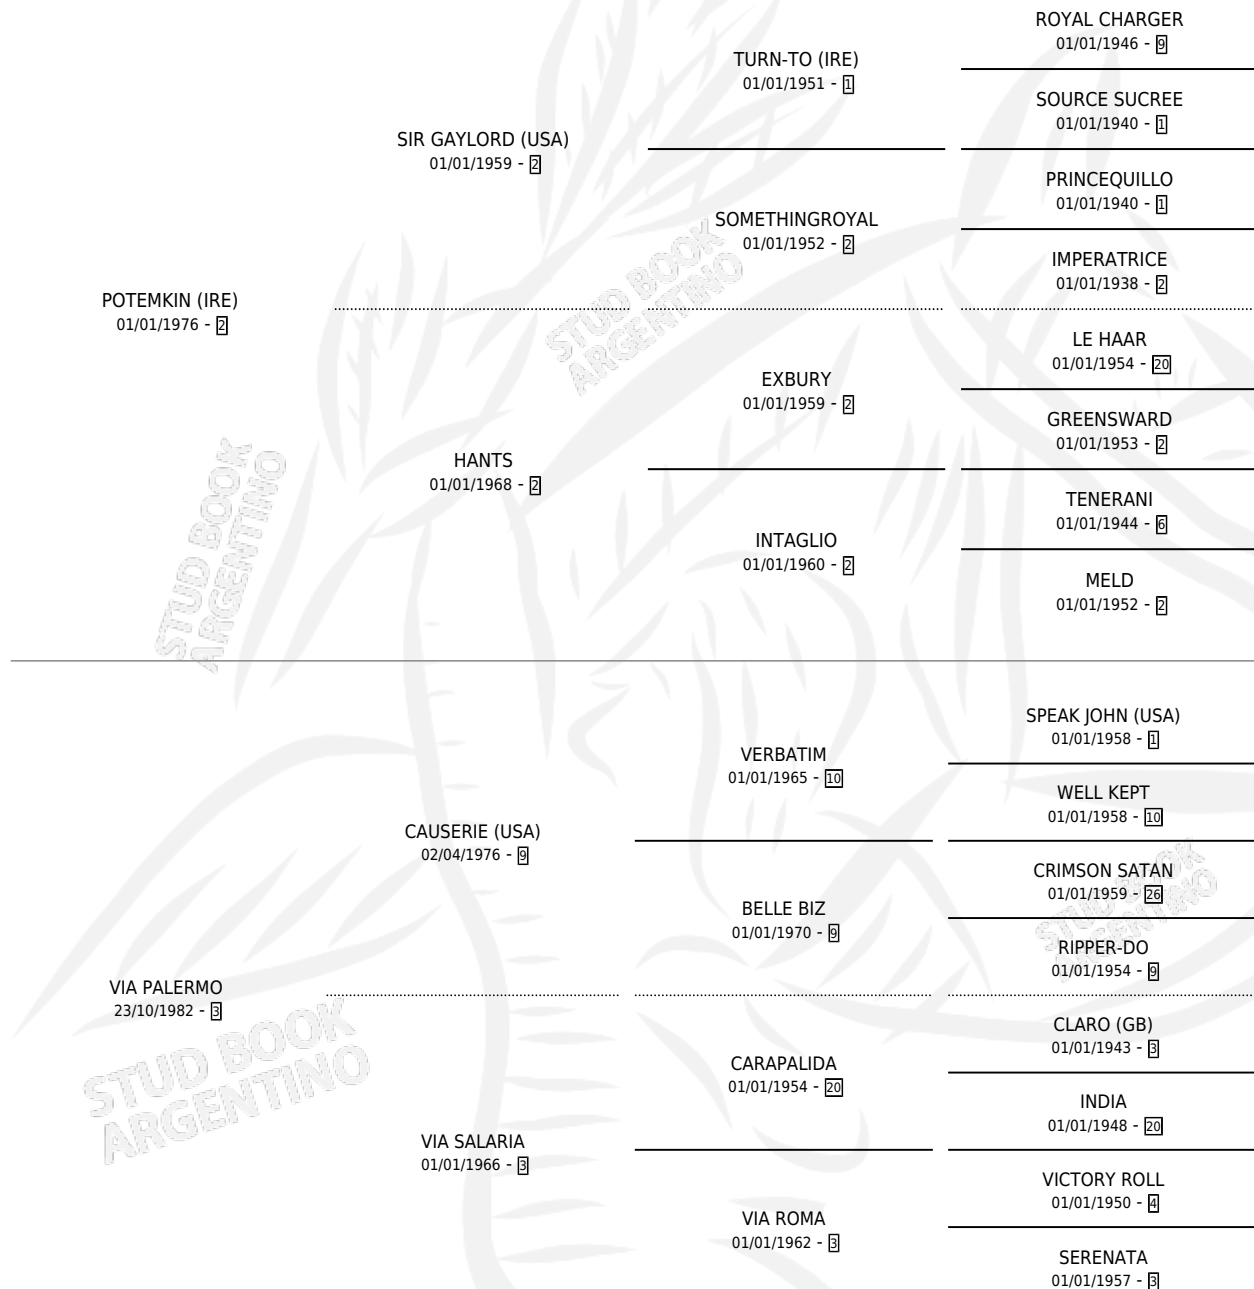 ROYAL CHARGER
01/01/1946 - 9
TURN-TO (IRE)
01/01/1951 - 1
SOURCE SUCREE
01/01/1940 - 1
SIR GAYLORD (USA)
01/01/1959 - 2
PRINCEQUILLO
01/01/1940 - 1
SOMETHINGROYAL
01/01/1952 - 2
IMPERATRICE
01/01/1938 - 2
POTEMKIN (IRE)
01/01/1976 - 2
STUD BOOK
ARGENTINO
LE HAAR
01/01/1954 - 20
EXBURY
01/01/1959 - 2
GREENSWARD
01/01/1953 - 2
HANTS
01/01/1968 - 2
TENERANI
01/01/1944 - 6
INTAGLIO
01/01/1960 - 2
MELD
01/01/1952 - 2
STUD BOOK
ARGENTINO
SPEAK JOHN (USA)
01/01/1958 - 1
VERBATIM
01/01/1965 - 10
WELL KEPT
01/01/1958 - 10
CAUSERIE (USA)
02/04/1976 - 9
CRIMSON SATAN
01/01/1959 - 26
BELLE BIZ
01/01/1970 - 9
RIPPER-DO
01/01/1954 - 9
STUD BOOK
ARGENTINO
VIA PALERMO
23/10/1982 - 3
CLARO (GB)
01/01/1943 - 3
CARAPALIDA
01/01/1954 - 20
INDIA
01/01/1948 - 20
VIA SALARIA
01/01/1966 - 3
VICTORY ROLL
01/01/1950 - 4
VIA ROMA
01/01/1962 - 3
SERENATA
01/01/1957 - 3
STUD BOOK
ARGENTINO